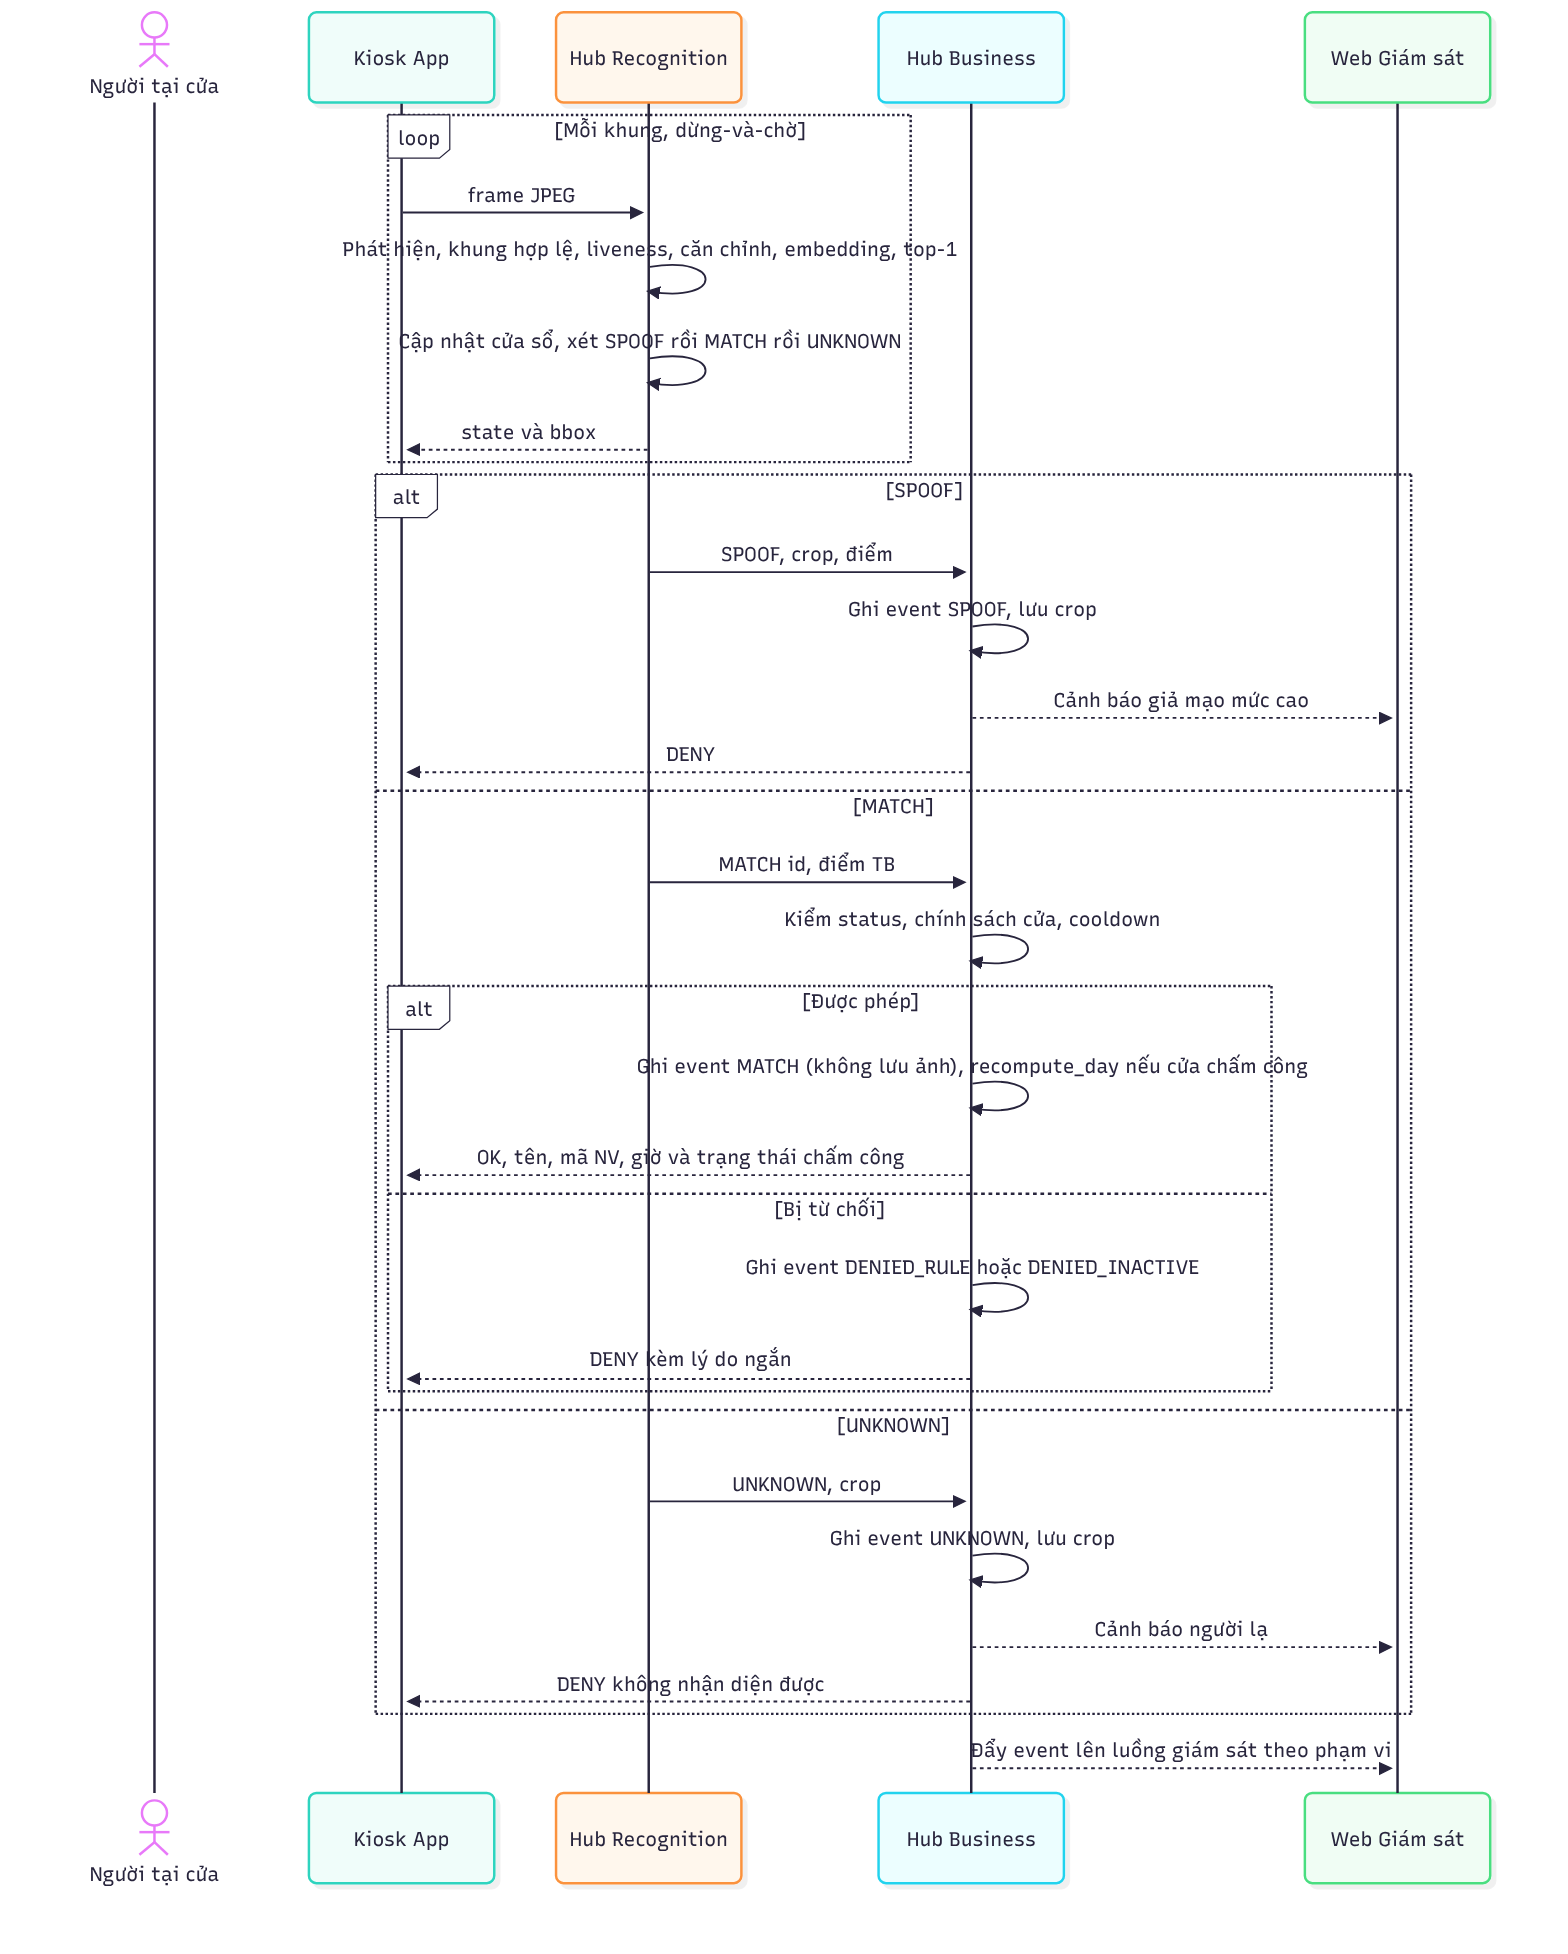 Người tại cửa
Kiosk App
Hub Recognition
Hub Business
Web Giám sát
loop
[Mỗi khung, dừng-và-chờ]
frame JPEG
Phát hiện, khung hợp lệ, liveness, căn chỉnh, embedding, top-1
Cập nhật cửa sổ, xét SPOOF rồi MATCH rồi UNKNOWN
state và bbox
alt
[SPOOF]
SPOOF, crop, điểm
Ghi event SPOOF, lưu crop
Cảnh báo giả mạo mức cao
DENY
[MATCH]
MATCH id, điểm TB
Kiểm status, chính sách cửa, cooldown
alt
[Được phép]
Ghi event MATCH (không lưu ảnh), recompute_day nếu cửa chấm công
OK, tên, mã NV, giờ và trạng thái chấm công
[Bị từ chối]
Ghi event DENIED_RULE hoặc DENIED_INACTIVE
DENY kèm lý do ngắn
[UNKNOWN]
UNKNOWN, crop
Ghi event UNKNOWN, lưu crop
Cảnh báo người lạ
DENY không nhận diện được
Đẩy event lên luồng giám sát theo phạm vi
Người tại cửa
Kiosk App
Hub Recognition
Hub Business
Web Giám sát